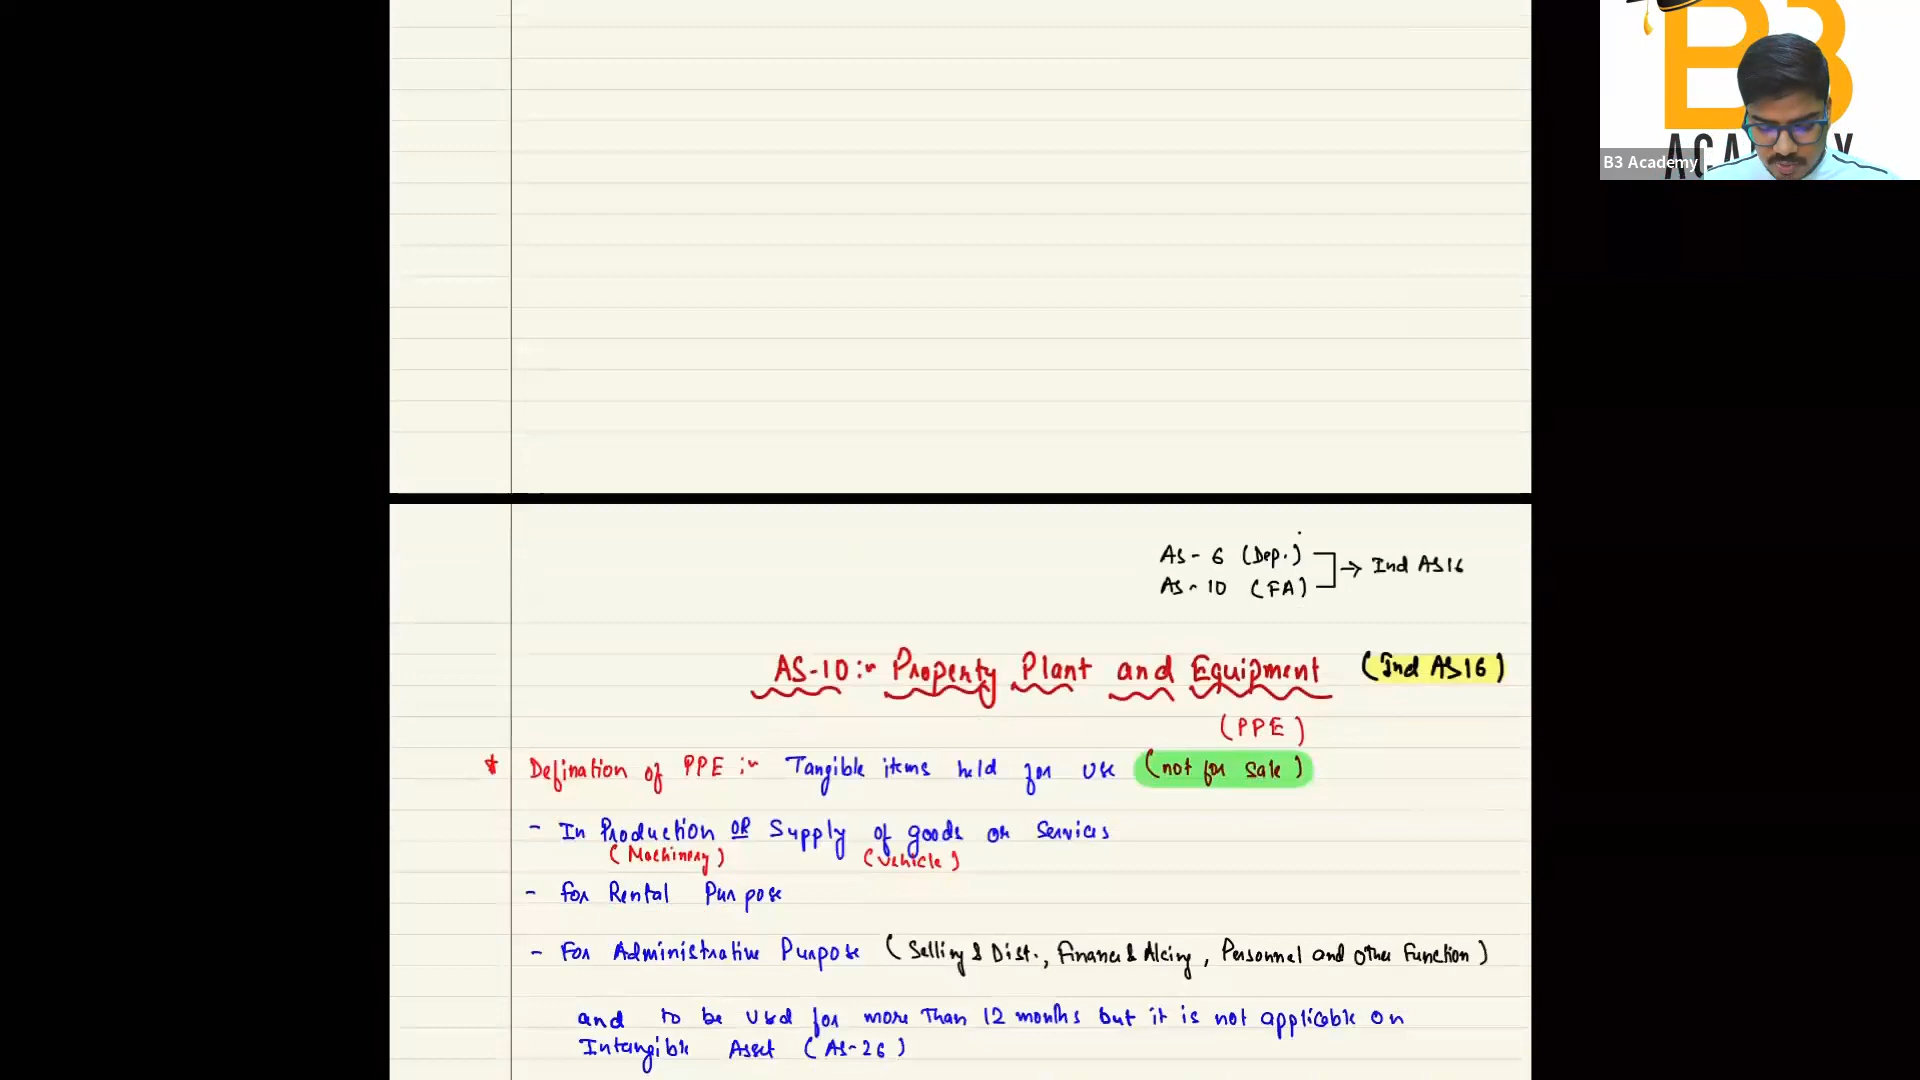 B3
ACADEMY
B3 Academy
AS- 6 (Dep.)
AS- 10 (FA)
→ Ind AS16
AS-10:- Property Plant and Equipment (Ind AS16)
(PPE)
* Defination of PPE :- Tangible items held for use (not for sale)
- In Production OR Supply of goods or Services
(Machinery) (Vehicle)
- For Rental Purpose
- For Administrative Purpose (Selling & Dist., Finance & A/cing, Personnel and other Function)
and to be used for more than 12 months but it is not applicable on
Intangible Asset (AS-26)